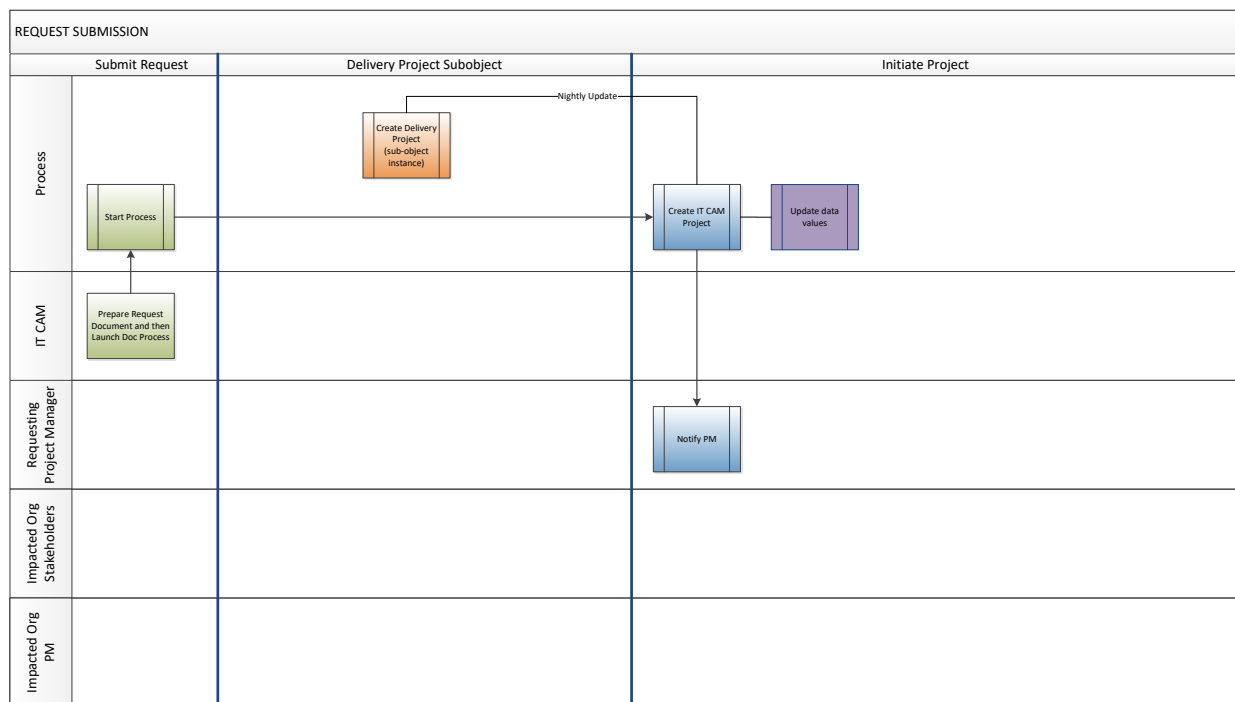 REQUEST SUBMISSION
Submit Request
Delivery Project Subobject
Initiate Project
Process
Nightly Update
Create Delivery
Project
(sub-object
instance)
Start Process
Create IT CAM
Project
Update data
values
IT CAM
Prepare Request
Document and then
Launch Doc Process
Requesting
Project Manager
Notify PM
Impacted Org
Stakeholders
Impacted Org
PM